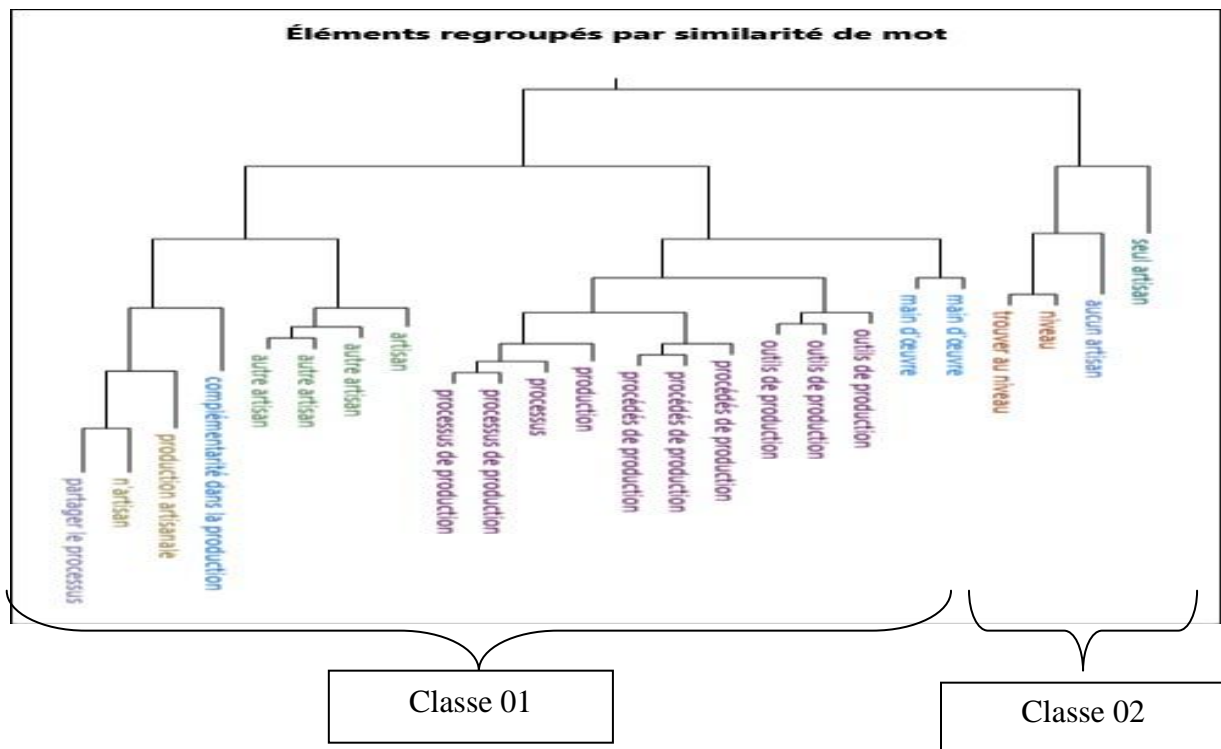 Éléments regroupés par similarité de mot
partager le processus
n'artisan
production artisanale
complémentarité dans la production
autre artisan
autre artisan
autre artisan
artisan
processus de production
processus de production
processus
production
procédés de production
procédés de production
procédés de production
outils de production
outils de production
outils de production
main d'œuvre
main d'œuvre
trouver au niveau
niveau
aucun artisan
seul artisan
Classe 01
Classe 02